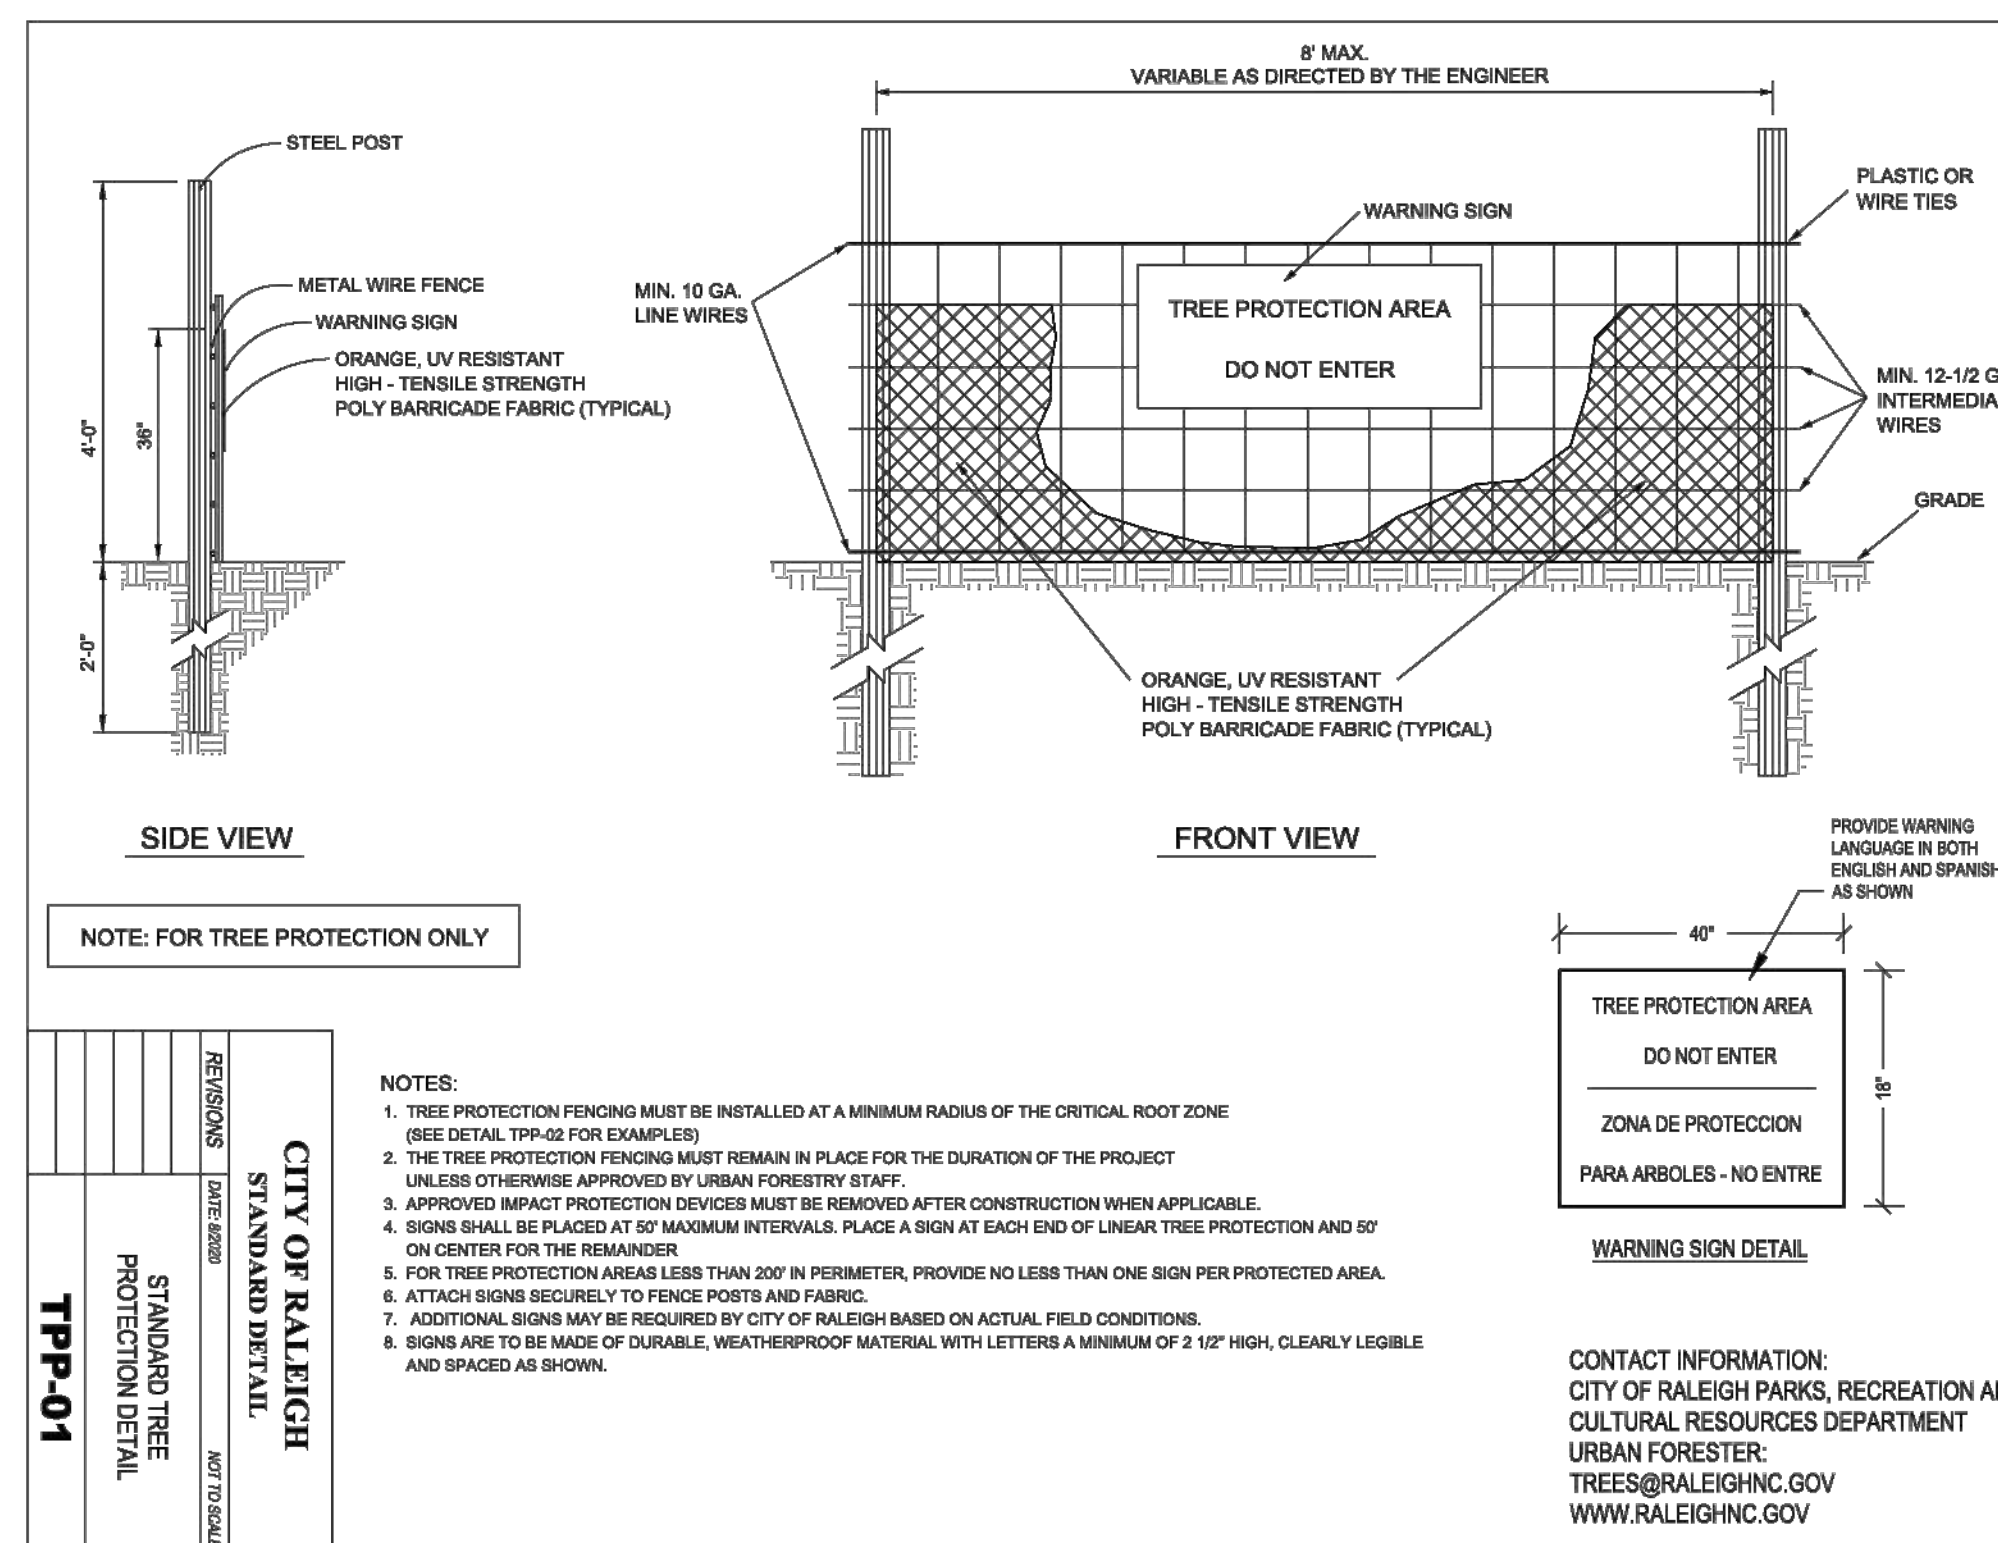 8' MAX.
VARIABLE AS DIRECTED BY THE ENGINEER
STEEL POST
METAL WIRE FENCE
WARNING SIGN
ORANGE, UV RESISTANT
HIGH - TENSILE STRENGTH
POLY BARRICADE FABRIC (TYPICAL)
4'-0"
36"
2'-0"
SIDE VIEW
WARNING SIGN
PLASTIC OR
WIRE TIES
MIN. 10 GA.
LINE WIRES
TREE PROTECTION AREA
DO NOT ENTER
MIN. 12-1/2 G
INTERMEDIA
WIRES
GRADE
ORANGE, UV RESISTANT
HIGH - TENSILE STRENGTH
POLY BARRICADE FABRIC (TYPICAL)
FRONT VIEW
NOTE: FOR TREE PROTECTION ONLY
PROVIDE WARNING
LANGUAGE IN BOTH
ENGLISH AND SPANISH
AS SHOWN
40"
18"
TREE PROTECTION AREA
DO NOT ENTER
ZONA DE PROTECCION
PARA ARBOLES - NO ENTRE
WARNING SIGN DETAIL
NOTES:
1. TREE PROTECTION FENCING MUST BE INSTALLED AT A MINIMUM RADIUS OF THE CRITICAL ROOT ZONE
(SEE DETAIL TPP-02 FOR EXAMPLES)
2. THE TREE PROTECTION FENCING MUST REMAIN IN PLACE FOR THE DURATION OF THE PROJECT
UNLESS OTHERWISE APPROVED BY URBAN FORESTRY STAFF.
3. APPROVED IMPACT PROTECTION DEVICES MUST BE REMOVED AFTER CONSTRUCTION WHEN APPLICABLE.
4. SIGNS SHALL BE PLACED AT 50' MAXIMUM INTERVALS. PLACE A SIGN AT EACH END OF LINEAR TREE PROTECTION AND 50'
ON CENTER FOR THE REMAINDER
5. FOR TREE PROTECTION AREAS LESS THAN 200' IN PERIMETER, PROVIDE NO LESS THAN ONE SIGN PER PROTECTED AREA.
6. ATTACH SIGNS SECURELY TO FENCE POSTS AND FABRIC.
7. ADDITIONAL SIGNS MAY BE REQUIRED BY CITY OF RALEIGH BASED ON ACTUAL FIELD CONDITIONS.
8. SIGNS ARE TO BE MADE OF DURABLE, WEATHERPROOF MATERIAL WITH LETTERS A MINIMUM OF 2 1/2" HIGH, CLEARLY LEGIBLE
AND SPACED AS SHOWN.
CITY OF RALEIGH
STANDARD DETAIL
REVISIONS
DATE: 8/2020
NOT TO SCALE
STANDARD TREE
PROTECTION DETAIL
TPP-01
CONTACT INFORMATION:
CITY OF RALEIGH PARKS, RECREATION A
CULTURAL RESOURCES DEPARTMENT
URBAN FORESTER:
TREES@RALEIGHNC.GOV
WWW.RALEIGHNC.GOV